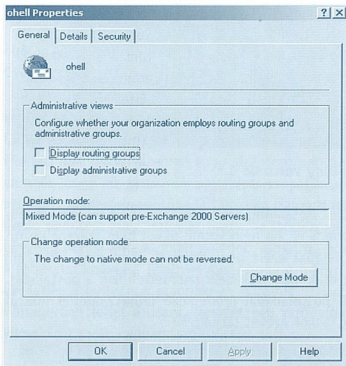 ohell Properties
General
Details
Security
ohell
Administrative views
Configure whether your organization employs routing groups and
administrative groups.
Display routing groups
Display administrative groups
Operation mode:
Mixed Mode (can support pre-Exchange 2000 Servers)
Change operation mode
The change to native mode can not be reversed.
Change Mode
OK
Cancel
Apply
Help